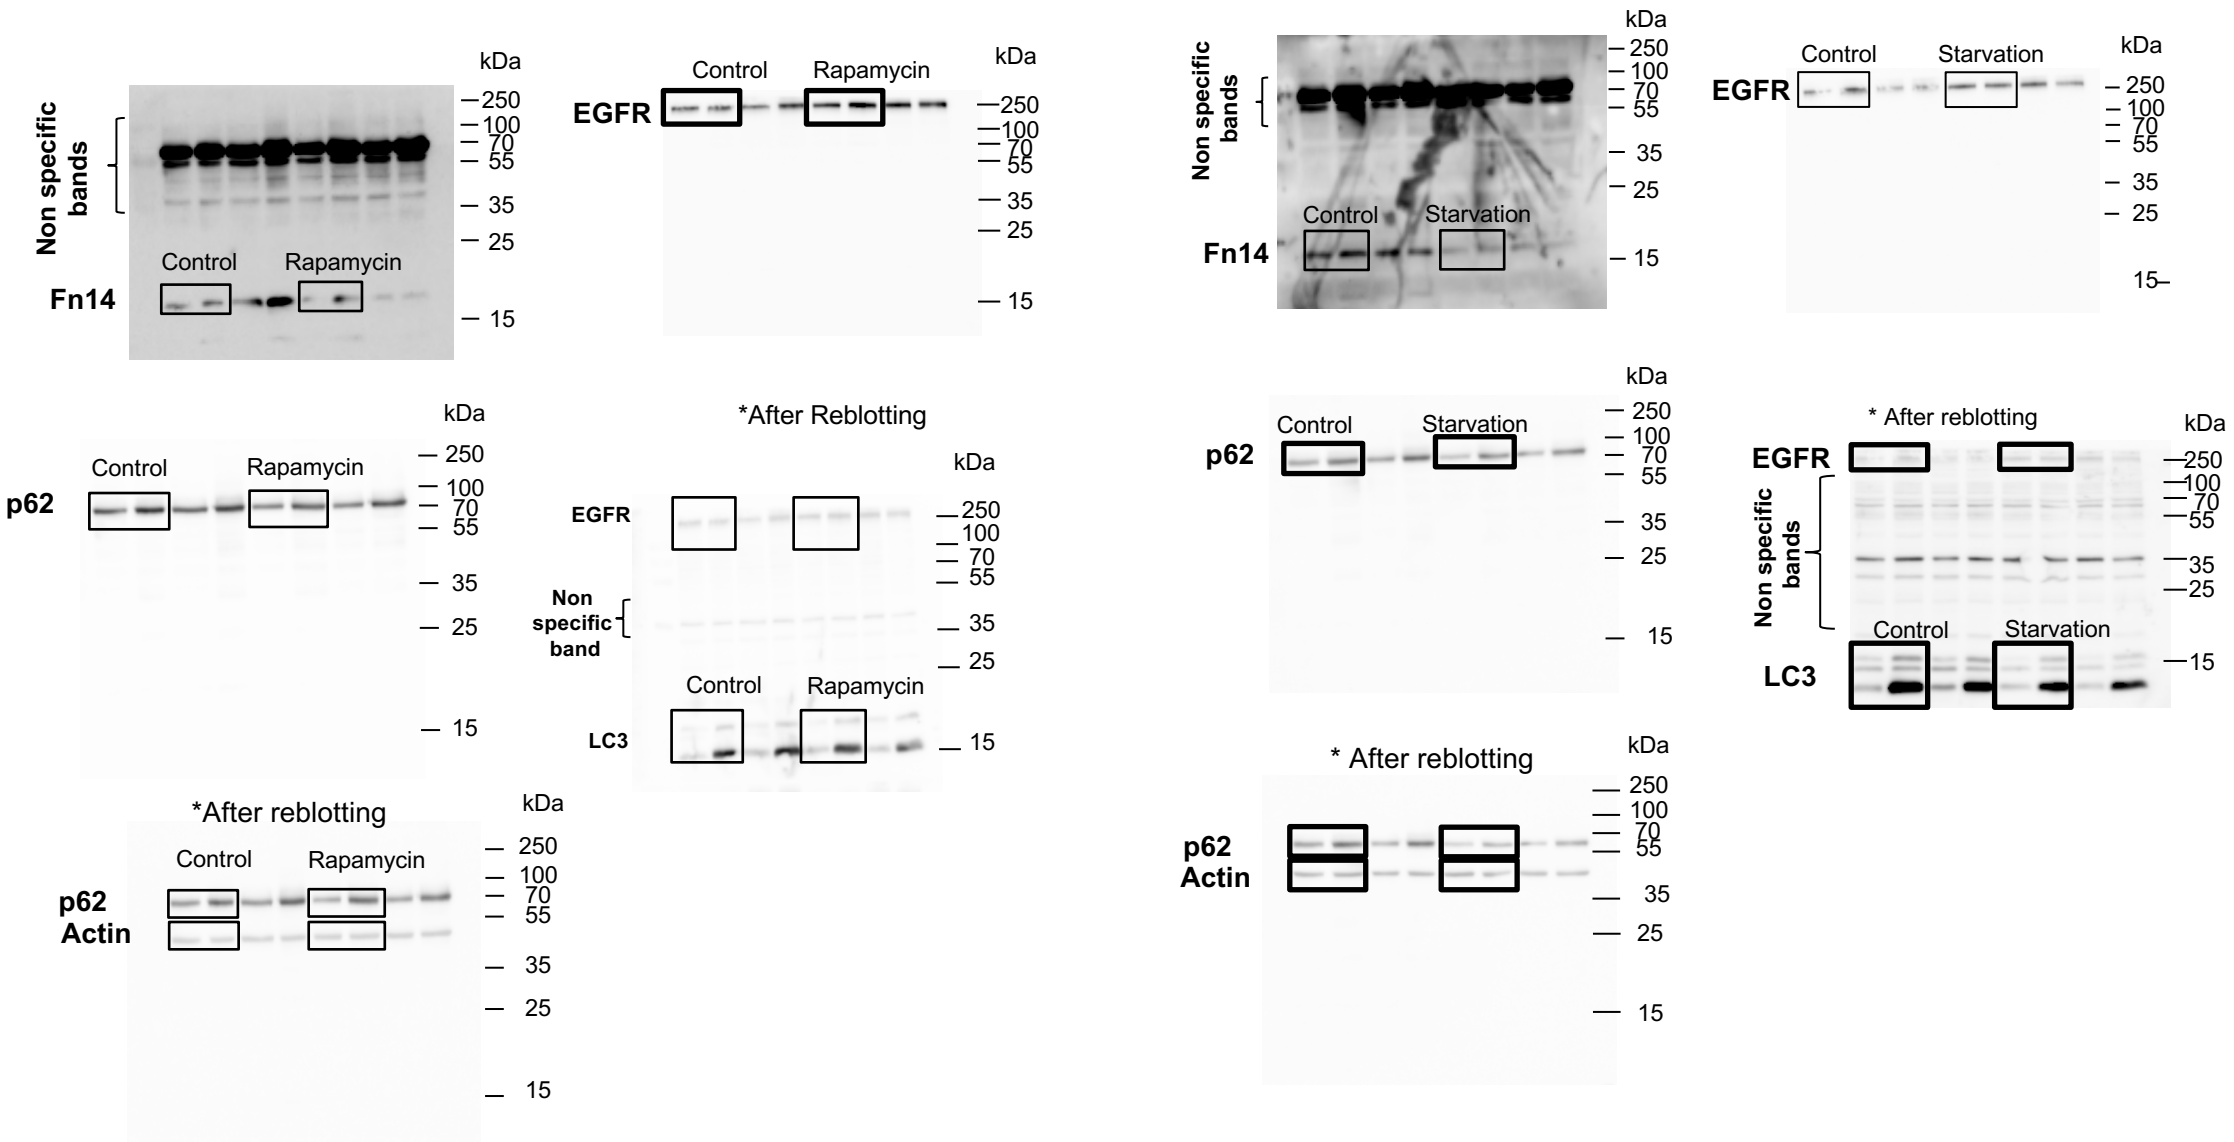 kDa
250
100
70
55
35
25
15
Non specific
bands
Control
Rapamycin
Fn14
kDa
Control
Rapamycin
EGFR
250
100
70
55
35
25
15
kDa
250
100
70
55
35
25
15
Non specific
bands
Control
Starvation
Fn14
kDa
Control
Starvation
EGFR
250
100
70
55
35
25
15
kDa
Control
Rapamycin
p62
250
100
70
55
35
25
15
*After Reblotting
kDa
EGFR
250
100
70
55
35
25
15
Non
specific
band
Control
Rapamycin
LC3
kDa
Control
Starvation
p62
250
100
70
55
35
25
15
* After reblotting
kDa
EGFR
250
100
70
55
35
25
15
Non specific
bands
Control
Starvation
LC3
*After reblotting
kDa
Control
Rapamycin
p62
Actin
250
100
70
55
35
25
15
* After reblotting
kDa
p62
Actin
250
100
70
55
35
25
15